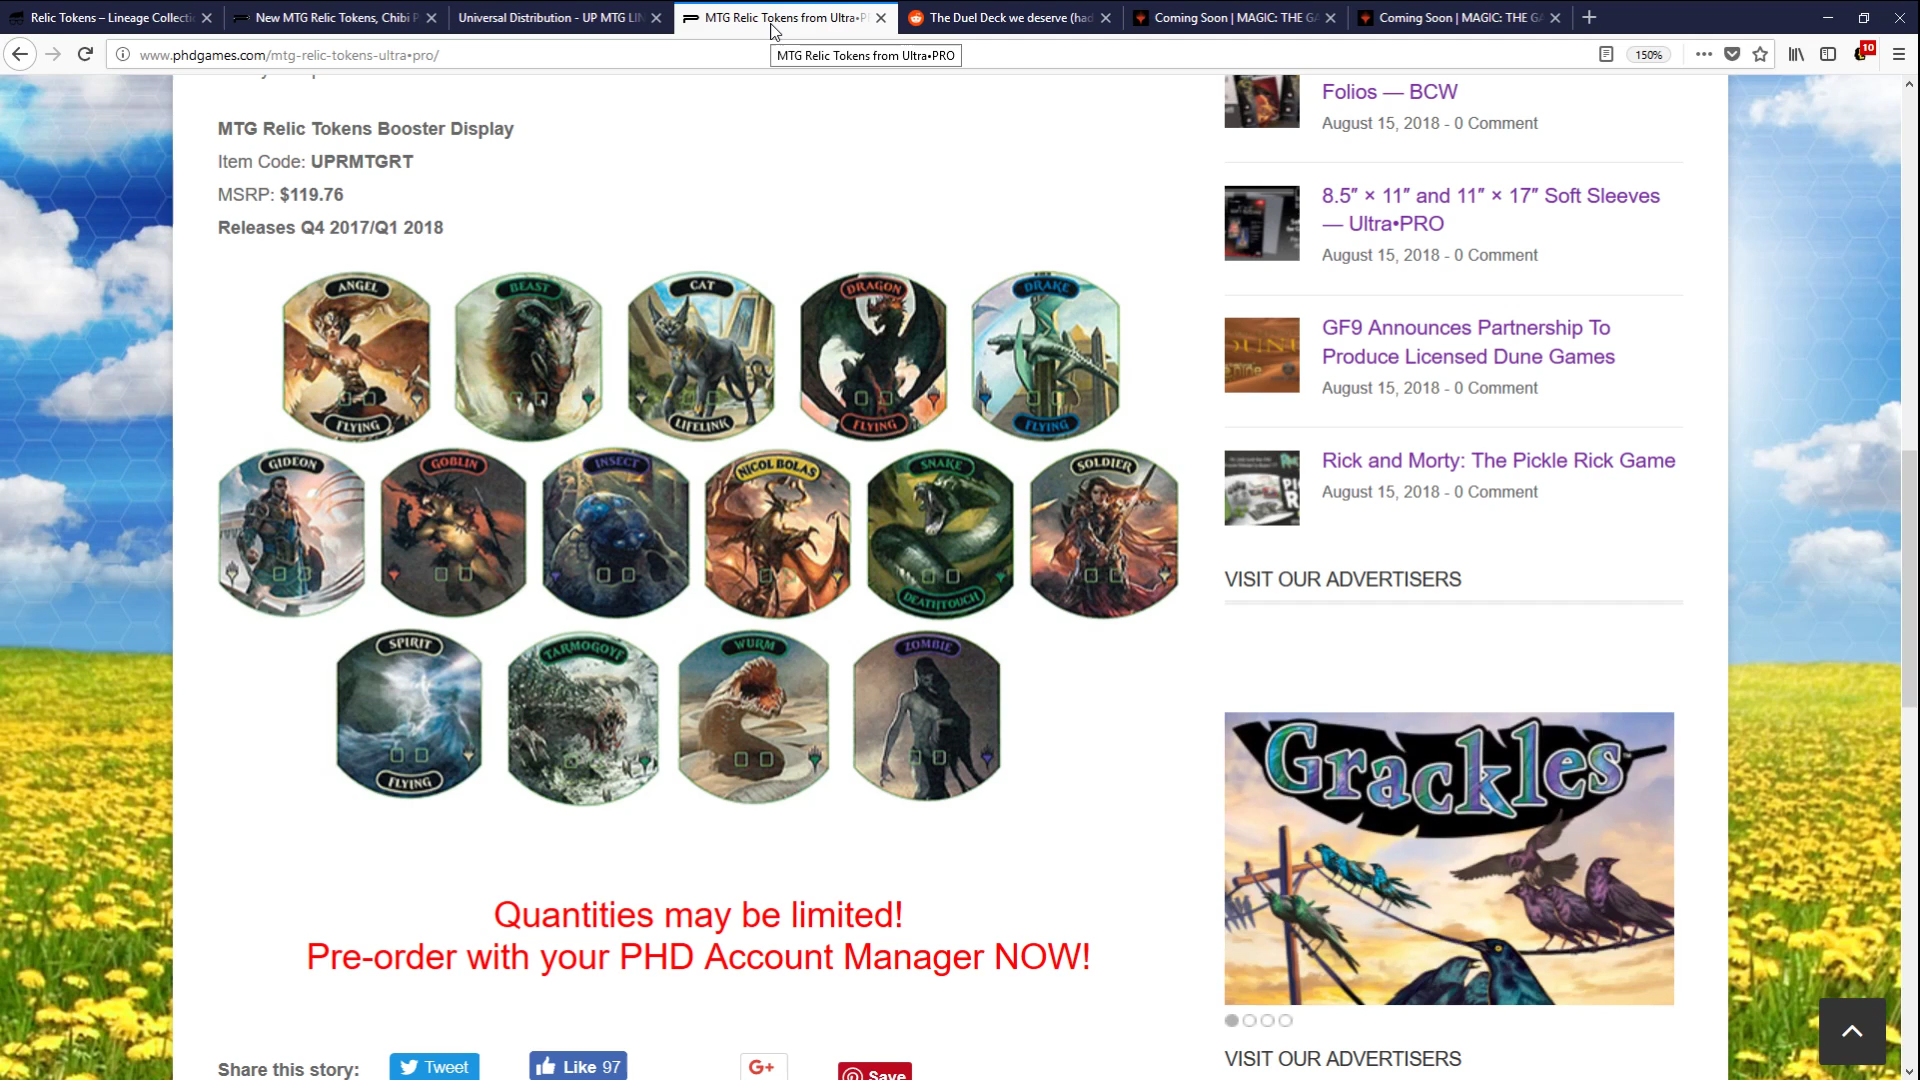 Relic Tokens – Lineage Collecti
New MTG Relic Tokens, Chibi P
Universal Distribution - UP MTG LIN
MTG Relic Tokens from Ultra•P
The Duel Deck we deserve (had
Coming Soon | MAGIC: THE GA
Coming Soon | MAGIC: THE GA
www.phdgames.com/mtg-relic-tokens-ultra•pro/
150%
10
MTG Relic Tokens from Ultra•PRO
MTG Relic Tokens Booster Display
Item Code: UPRMTGRT
MSRP: $119.76
Releases Q4 2017/Q1 2018
ANGEL
FLYING
BEAST
CAT
LIFELINK
DRAGON
FLYING
DRAKE
FLYING
GIDEON
GOBLIN
INSECT
NICOL BOLAS
SNAKE
DEATHTOUCH
SOLDIER
SPIRIT
FLYING
TARMOGOYF
WURM
ZOMBIE
Quantities may be limited!
Pre-order with your PHD Account Manager NOW!
Share this story:
Tweet
Like 97
G+
Save
Folios — BCW
August 15, 2018 - 0 Comment
8.5″ × 11″ and 11″ × 17″ Soft Sleeves
— Ultra•PRO
August 15, 2018 - 0 Comment
GF9 Announces Partnership To
Produce Licensed Dune Games
August 15, 2018 - 0 Comment
Rick and Morty: The Pickle Rick Game
August 15, 2018 - 0 Comment
VISIT OUR ADVERTISERS
Grackles
VISIT OUR ADVERTISERS